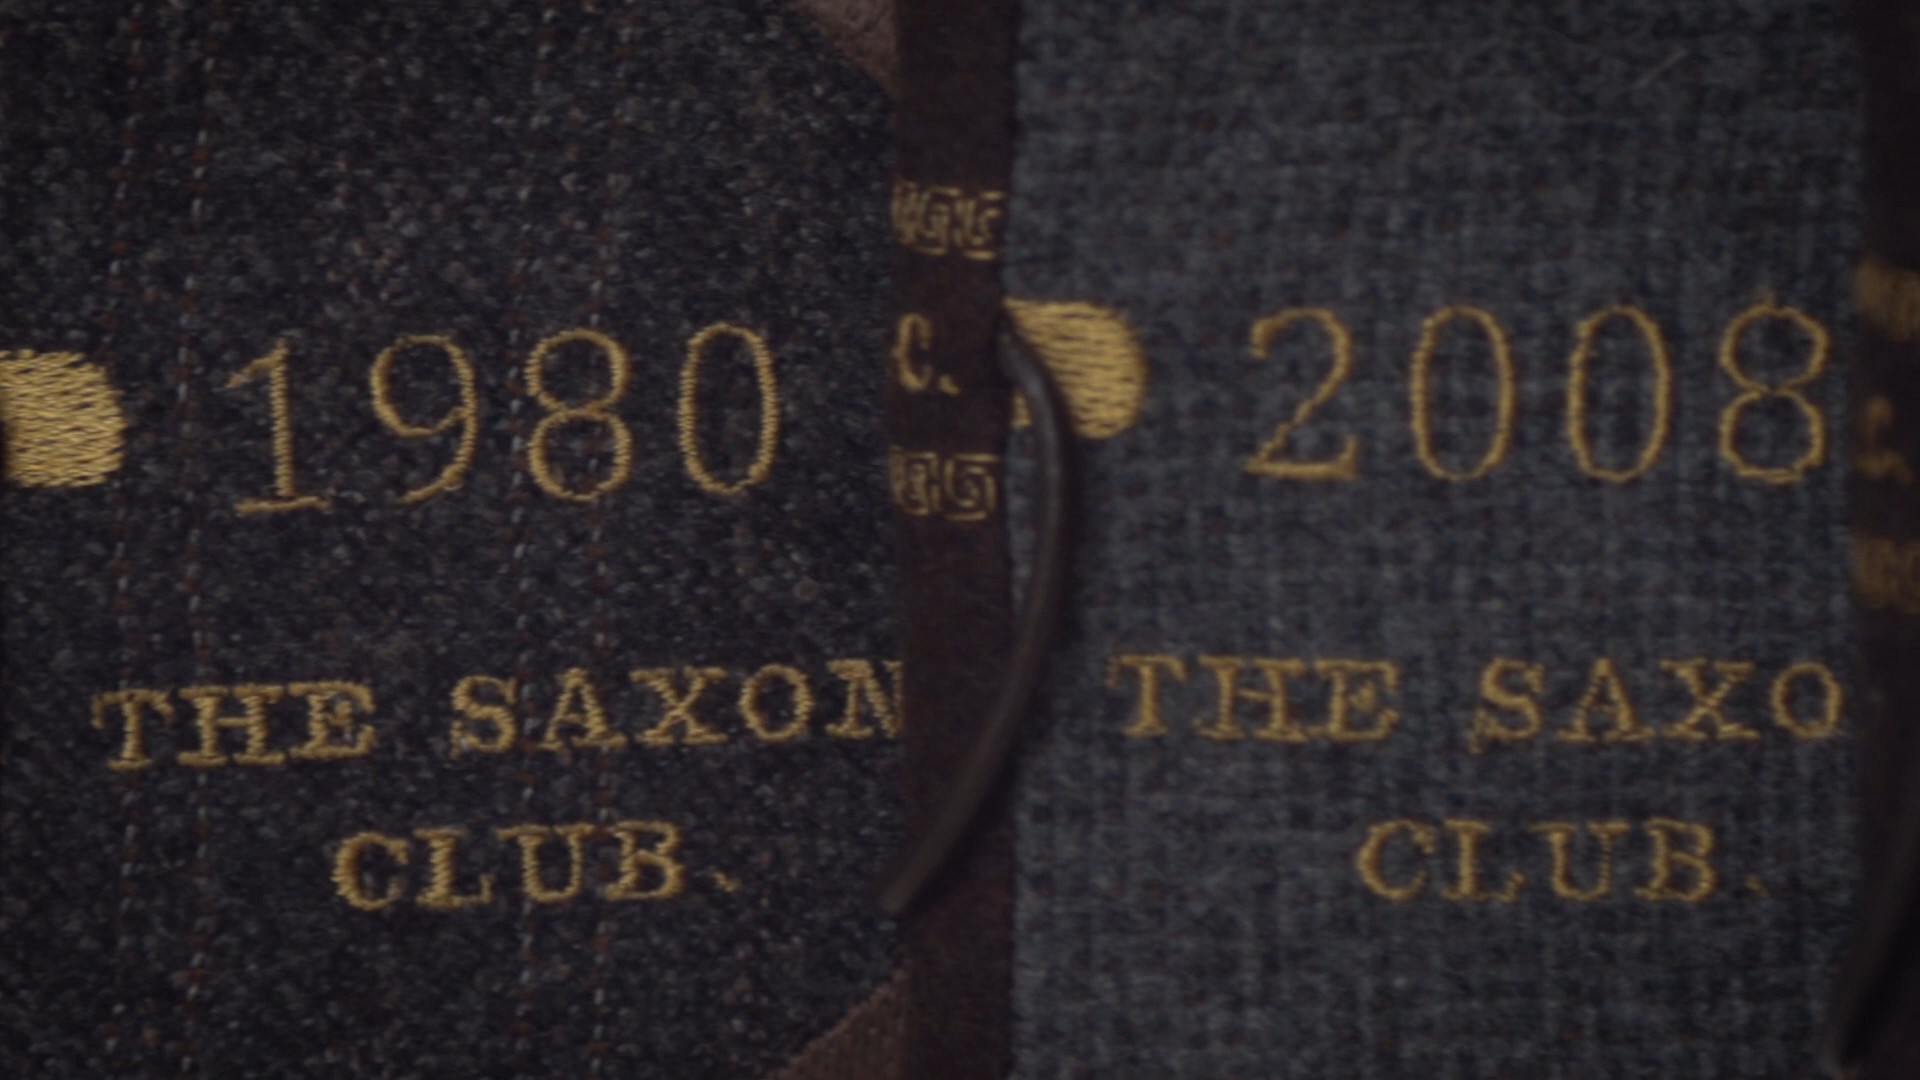 1980
THE SAXON
CLUB.
C.
2008
THE SAXO
CLUB.